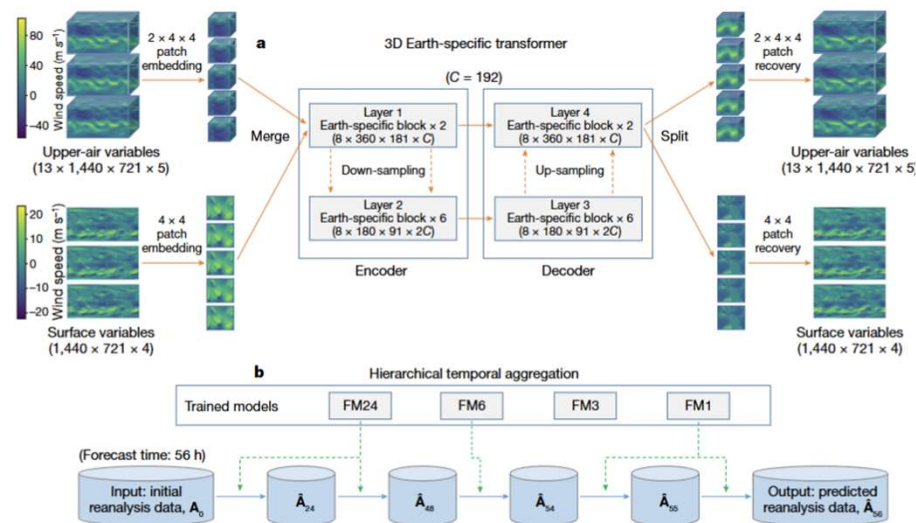 a
3D Earth-specific transformer
(C = 192)
80
40
0
−40
Wind speed (m s⁻¹)
2 × 4 × 4
patch
embedding
Upper-air variables
(13 × 1,440 × 721 × 5)
20
10
0
−10
−20
Wind speed (m s⁻¹)
4 × 4
patch
embedding
Surface variables
(1,440 × 721 × 4)
Merge
Layer 1
Earth-specific block × 2
(8 × 360 × 181 × C)
Down-sampling
Layer 2
Earth-specific block × 6
(8 × 180 × 91 × 2C)
Encoder
Layer 4
Earth-specific block × 2
(8 × 360 × 181 × C)
Up-sampling
Layer 3
Earth-specific block × 6
(8 × 180 × 91 × 2C)
Decoder
Split
2 × 4 × 4
patch
recovery
Upper-air variables
(13 × 1,440 × 721 × 5)
4 × 4
patch
recovery
Surface variables
(1,440 × 721 × 4)
b
Hierarchical temporal aggregation
Trained models
FM24
FM6
FM3
FM1
(Forecast time: 56 h)
Input: initial
reanalysis data, A₀
Â₂₄
Â₄₈
Â₅₄
Â₅₅
Output: predicted
reanalysis data, Â₅₆